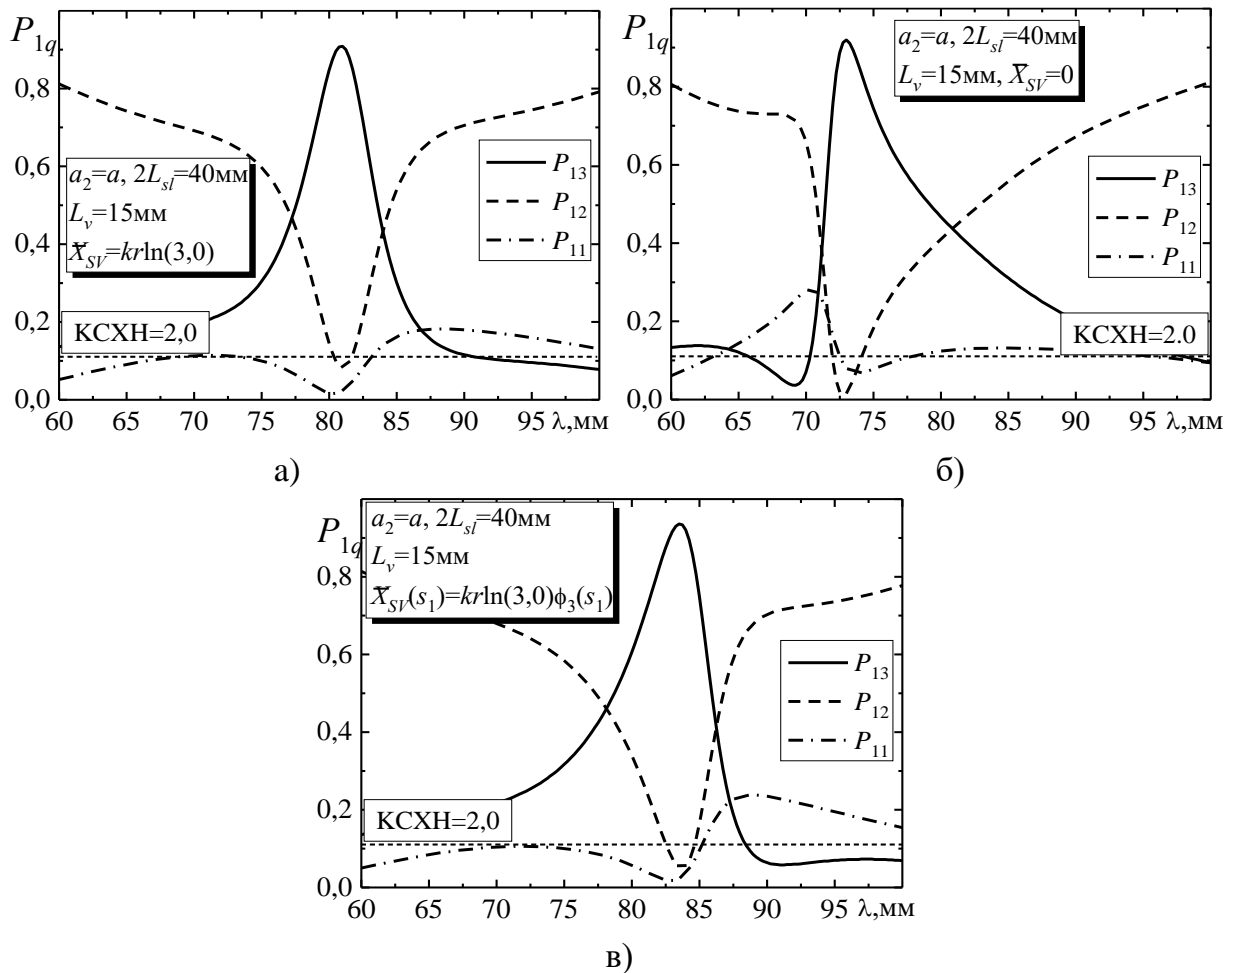 P1q
a2=a, 2Lsl=40мм
Lv=15мм
X̅SV=krln(3,0)
P13
P12
P11
КСХН=2,0
0,8
0,6
0,4
0,2
0,0
60 65 70 75 80 85 90 95 λ,мм
а)
P1q
a2=a, 2Lsl=40мм
Lv=15мм, X̅SV=0
P13
P12
P11
КСХН=2.0
0,8
0,6
0,4
0,2
0,0
60 65 70 75 80 85 90 95 λ,мм
б)
P1q
a2=a, 2Lsl=40мм
Lv=15мм
X̅SV(s1)=krln(3,0)ϕ3(s1)
P13
P12
P11
КСХН=2,0
0,8
0,6
0,4
0,2
0,0
60 65 70 75 80 85 90 95 λ,мм
в)